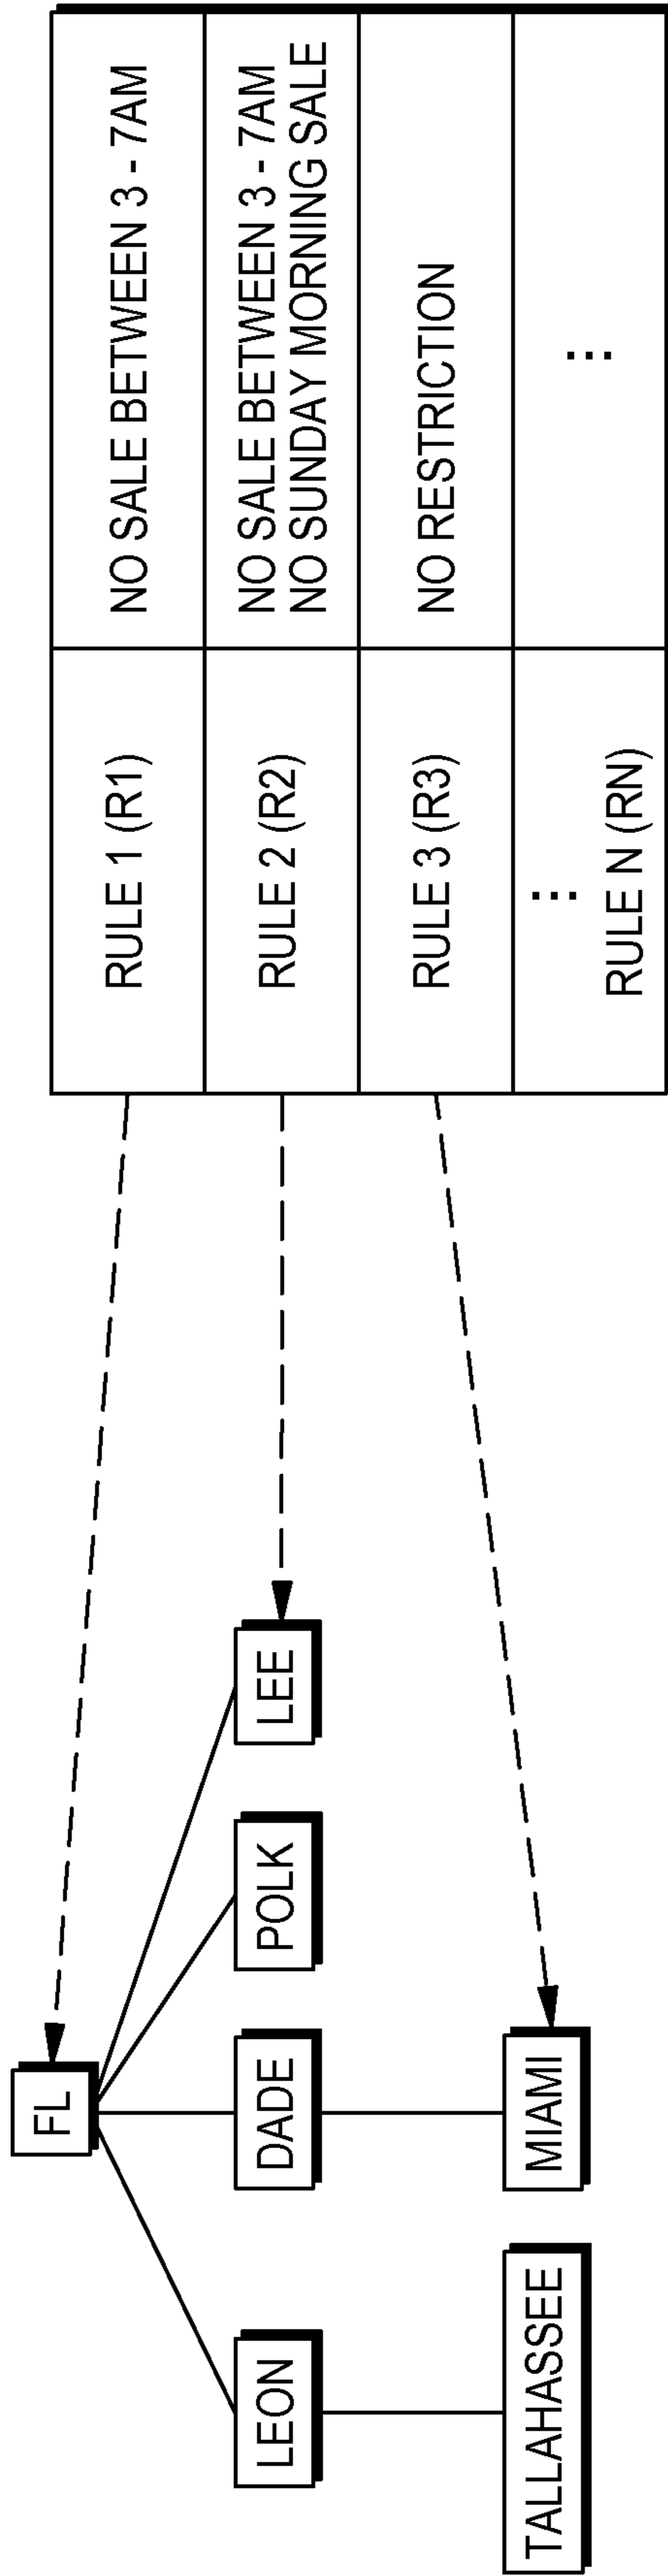 FL
LEON
DADE
POLK
LEE
TALLAHASSEE
MIAMI
RULE 1 (R1)
NO SALE BETWEEN 3 - 7AM
RULE 2 (R2)
NO SALE BETWEEN 3 - 7AM
NO SUNDAY MORNING SALE
RULE 3 (R3)
NO RESTRICTION
⋮
RULE N (RN)
⋮